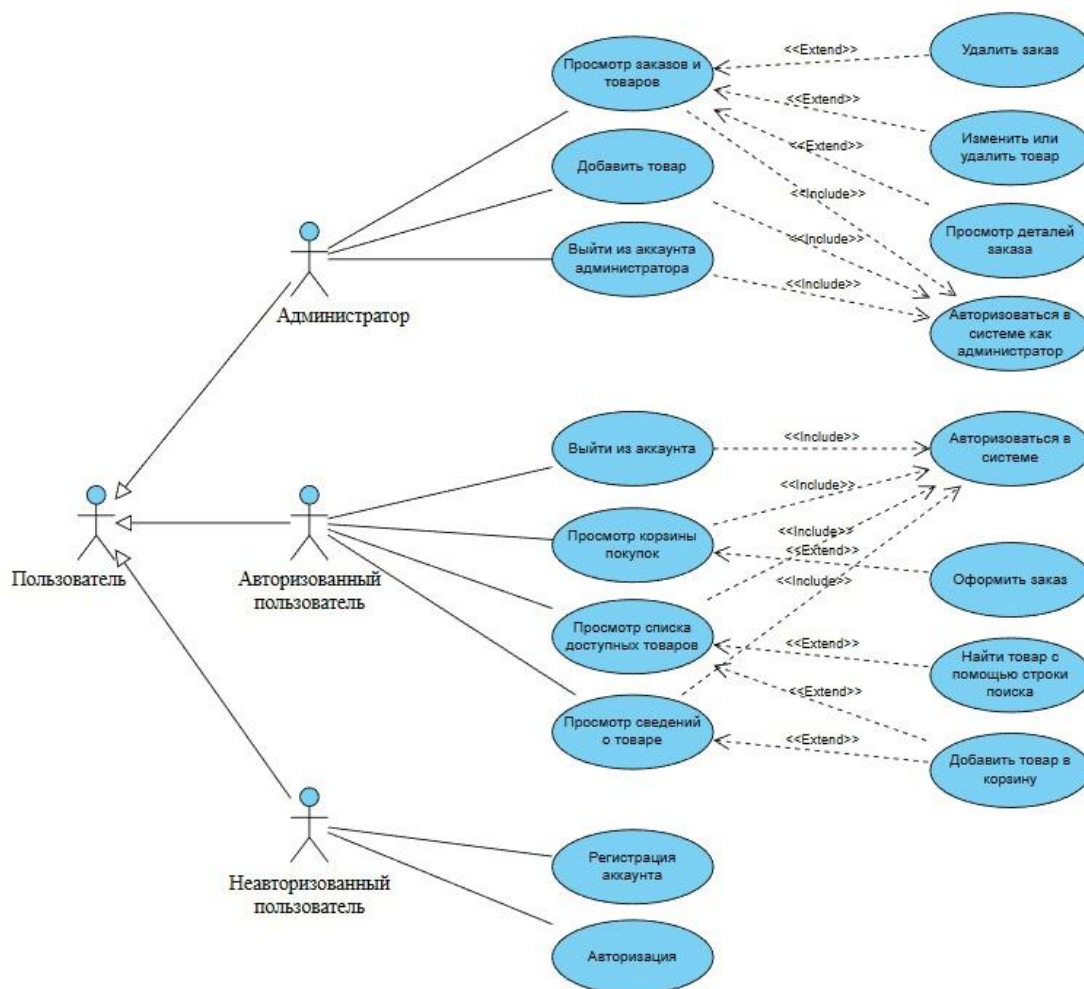 Просмотр заказов и
товаров
<<Extend>>
Удалить заказ
<<Extend>>
Изменить или
удалить товар
<<Extend>>
Добавить товар
<<Include>>
Просмотр деталей
заказа
<<Include>>
Выйти из аккаунта
администратора
<<Include>>
Авторизоваться в
системе как
администратор
Администратор
Выйти из аккаунта
<<Include>>
Авторизоваться в
системе
<<Include>>
Просмотр корзины
покупок
<<Include>>
<<Extend>>
<<Include>>
Оформить заказ
Пользователь
Авторизованный
пользователь
Просмотр списка
доступных товаров
<<Extend>>
Найти товар с
помощью строки
поиска
<<Extend>>
Просмотр сведений
о товаре
<<Extend>>
Добавить товар в
корзину
Неавторизованный
пользователь
Регистрация
аккаунта
Авторизация